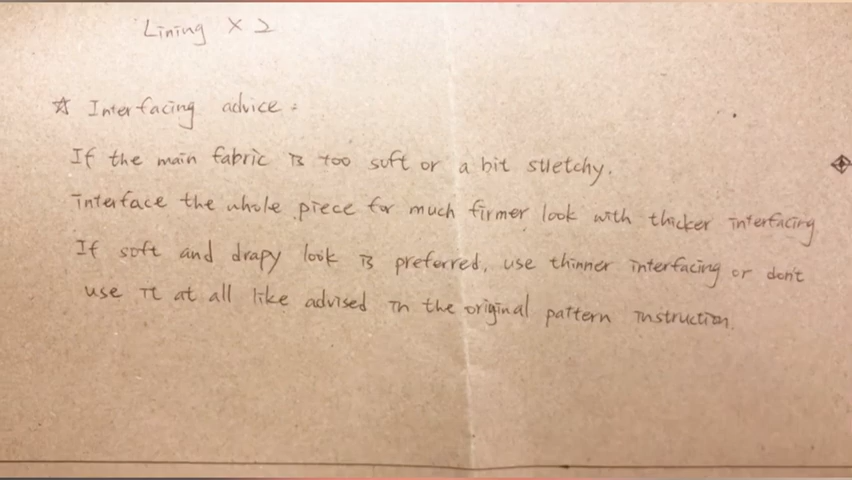 Lining × 2
☆ Interfacing advice :
If the main fabric is too soft or a bit stretchy.
interface the whole piece for much firmer look with thicker interfacing
If soft and drapy look is preferred, use thinner interfacing or don't
use it at all like advised in the original pattern instruction.